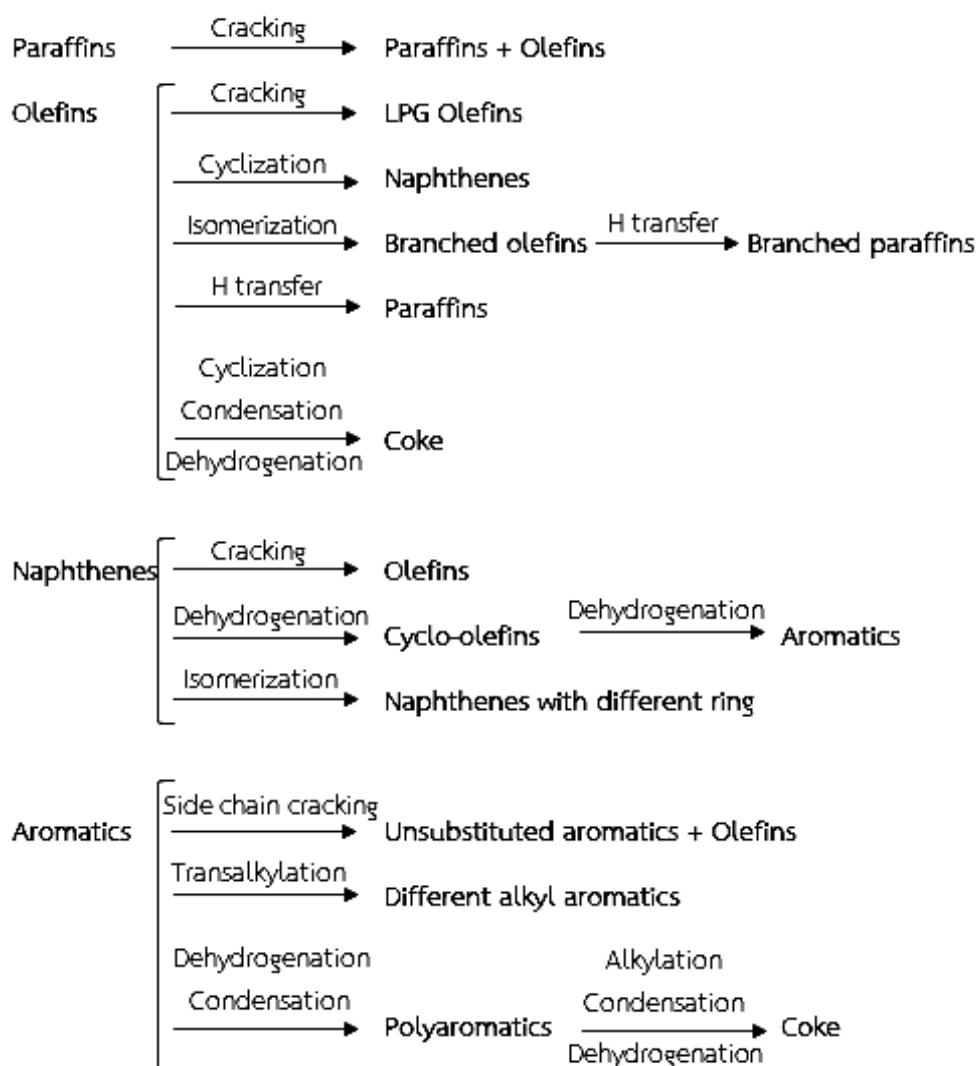 Cracking
Paraffins Paraffins + Olefins
Cracking
Olefins LPG Olefins
Cyclization
Naphthenes
Isomerization H transfer
Branched olefins Branched paraffins
H transfer
Paraffins
Cyclization
Condensation
Coke
Dehydrogenation
Cracking
Naphthenes Olefins
Dehydrogenation Dehydrogenation
Cyclo-olefins Aromatics
Isomerization
Naphthenes with different ring
Side chain cracking
Aromatics Unsubstituted aromatics + Olefins
Transalkylation
Different alkyl aromatics
Dehydrogenation Alkylation
Condensation Condensation
Polyaromatics Coke
Dehydrogenation